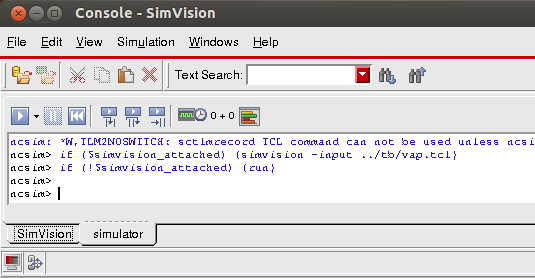 Console - SimVision
File Edit View Simulation Windows Help
Text Search:
0 + 0
ncsim: *W,TLM2NOSWITCH: sctlmrecord TCL command can not be used unless ncsi
ncsim> if ($simvision_attached) {simvision -input ../tb/vap.tcl}
ncsim> if (!$simvision_attached) {run}
ncsim>
ncsim>
SimVision simulator